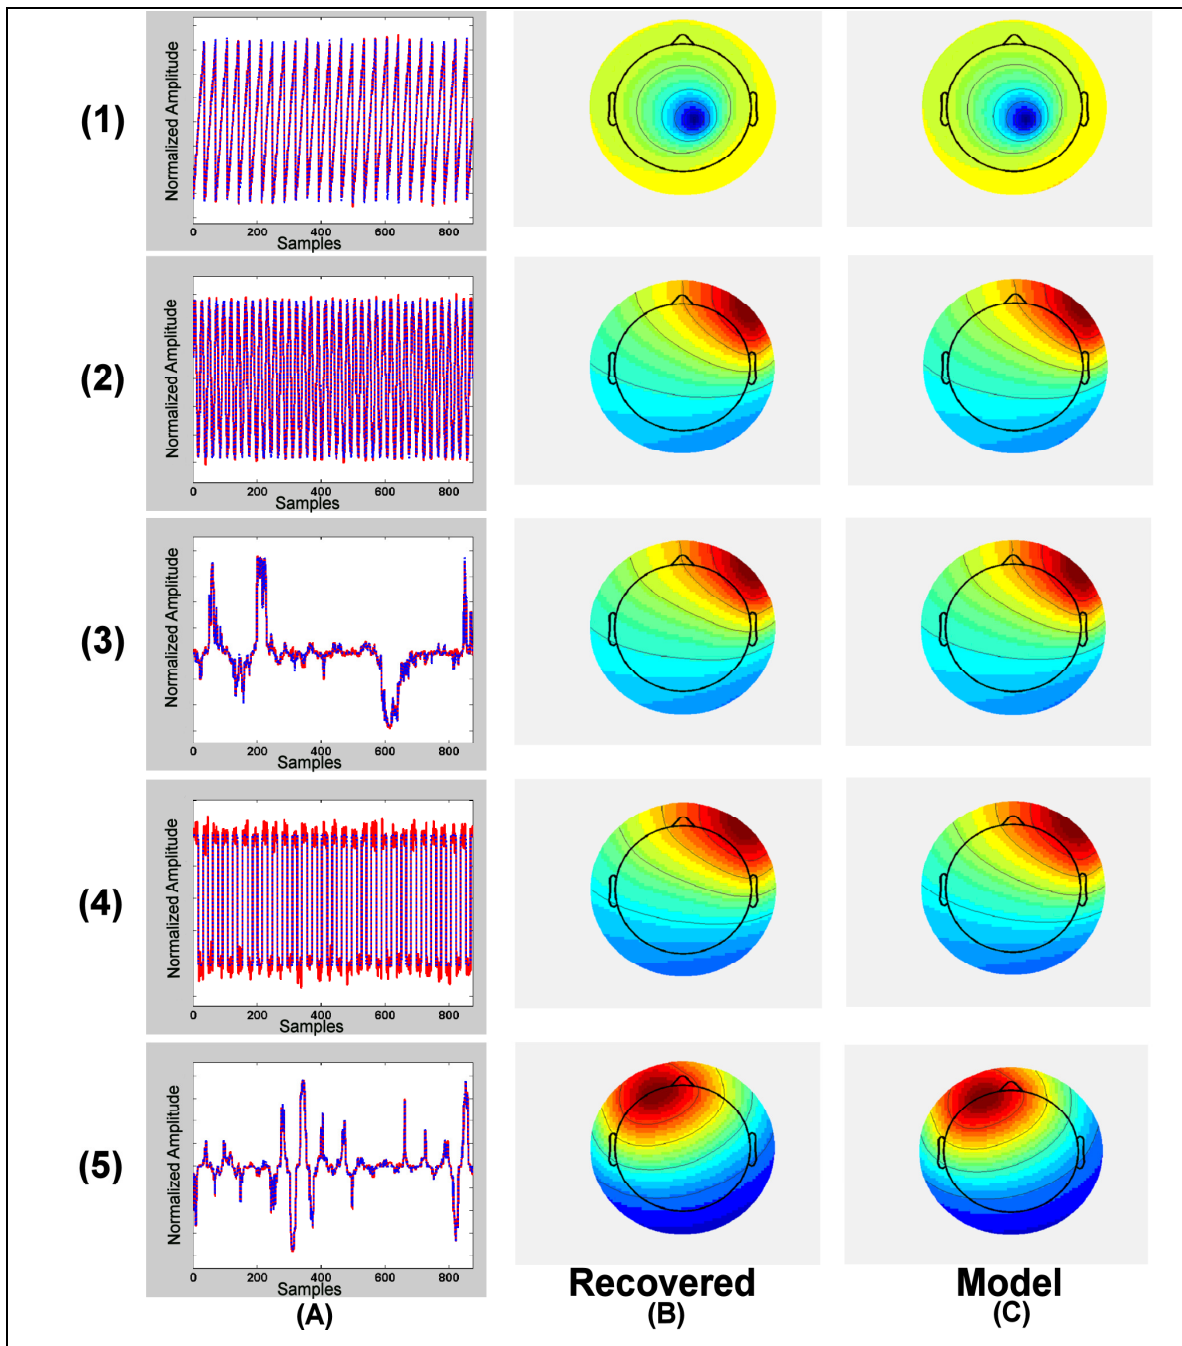 (1)
Normalized Amplitude
0 200 400 600 800
Samples
(2)
Normalized Amplitude
0 200 400 600 800
Samples
(3)
Normalized Amplitude
0 200 400 600 800
Samples
(4)
Normalized Amplitude
0 200 400 600 800
Samples
(5)
Normalized Amplitude
0 200 400 600 800
Samples
Recovered Model
(A) (B) (C)